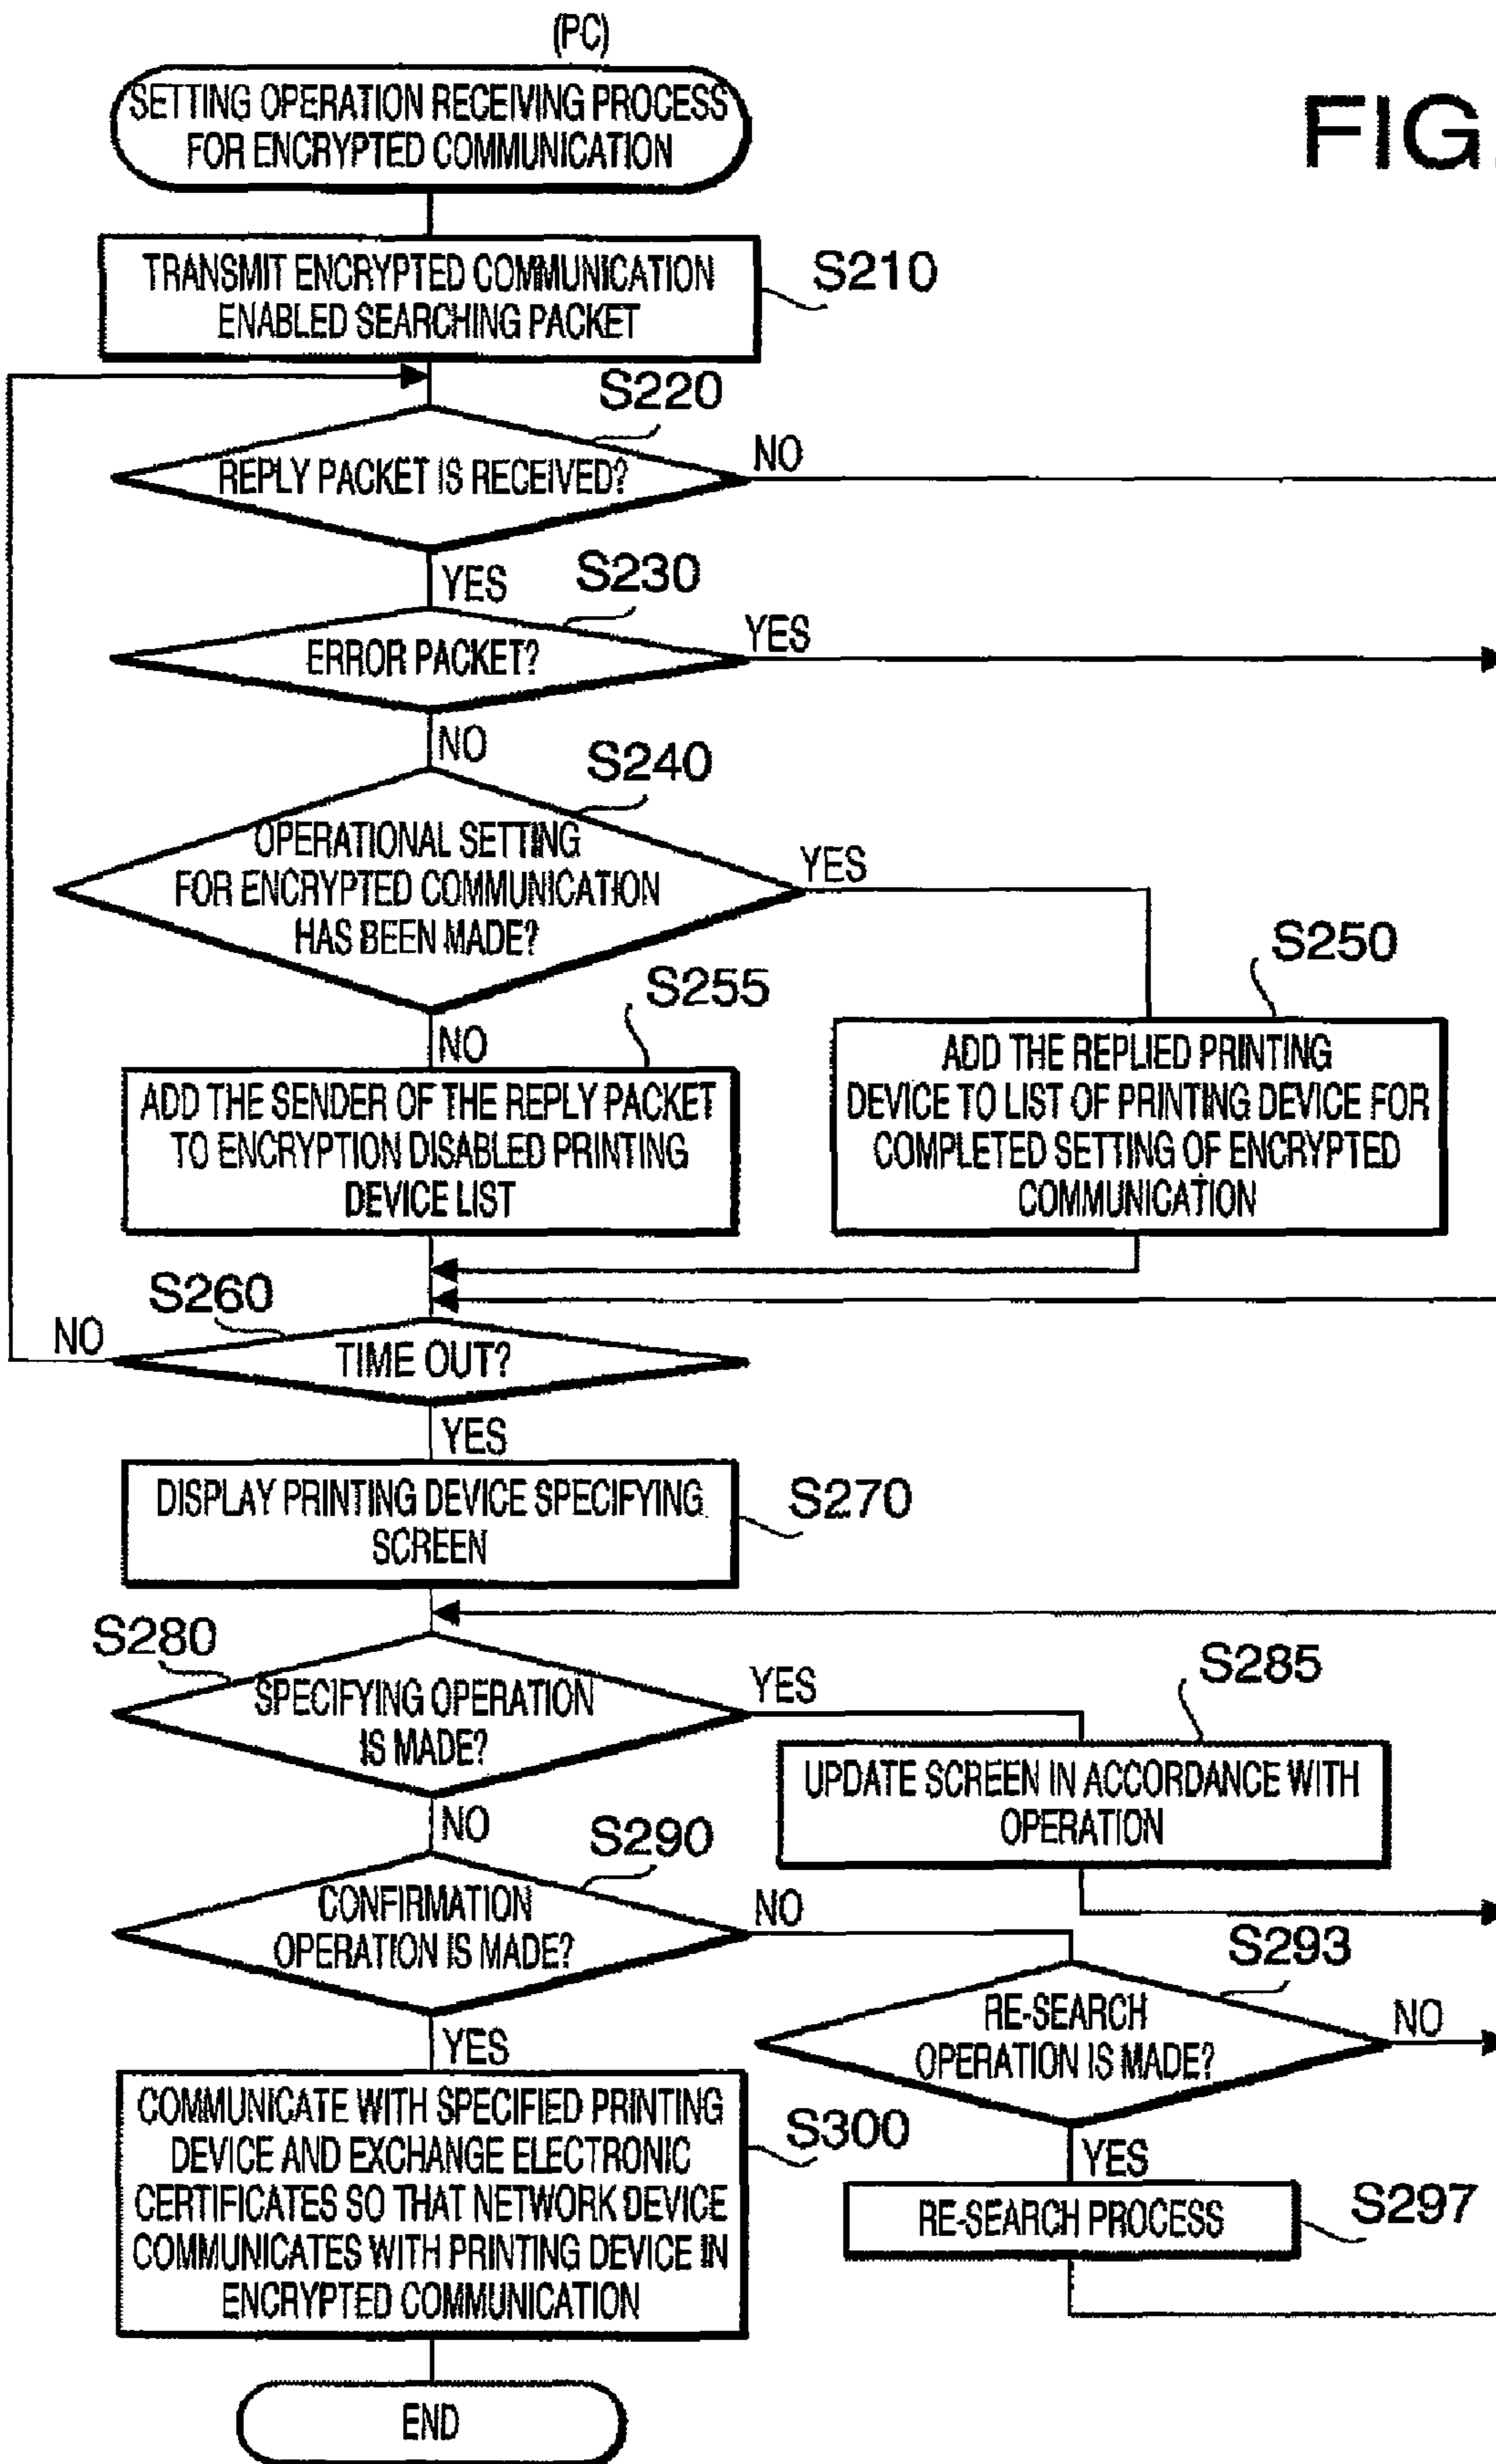 (PC)
SETTING OPERATION RECEIVING PROCESS
FOR ENCRYPTED COMMUNICATION
FIG.
TRANSMIT ENCRYPTED COMMUNICATION
ENABLED SEARCHING PACKET
S210
S220
REPLY PACKET IS RECEIVED?
NO
YES
S230
ERROR PACKET?
YES
NO
S240
OPERATIONAL SETTING
FOR ENCRYPTED COMMUNICATION
HAS BEEN MADE?
YES
NO
S255
S250
ADD THE SENDER OF THE REPLY PACKET
TO ENCRYPTION DISABLED PRINTING
DEVICE LIST
ADD THE REPLIED PRINTING
DEVICE TO LIST OF PRINTING DEVICE FOR
COMPLETED SETTING OF ENCRYPTED
COMMUNICATION
S260
NO
TIME OUT?
YES
DISPLAY PRINTING DEVICE SPECIFYING
SCREEN
S270
S280
SPECIFYING OPERATION
IS MADE?
YES
S285
UPDATE SCREEN IN ACCORDANCE WITH
OPERATION
NO
S290
CONFIRMATION
OPERATION IS MADE?
NO
S293
RE-SEARCH
OPERATION IS MADE?
NO
YES
YES
COMMUNICATE WITH SPECIFIED PRINTING
DEVICE AND EXCHANGE ELECTRONIC
CERTIFICATES SO THAT NETWORK DEVICE
COMMUNICATES WITH PRINTING DEVICE IN
ENCRYPTED COMMUNICATION
S300
RE-SEARCH PROCESS
S297
END